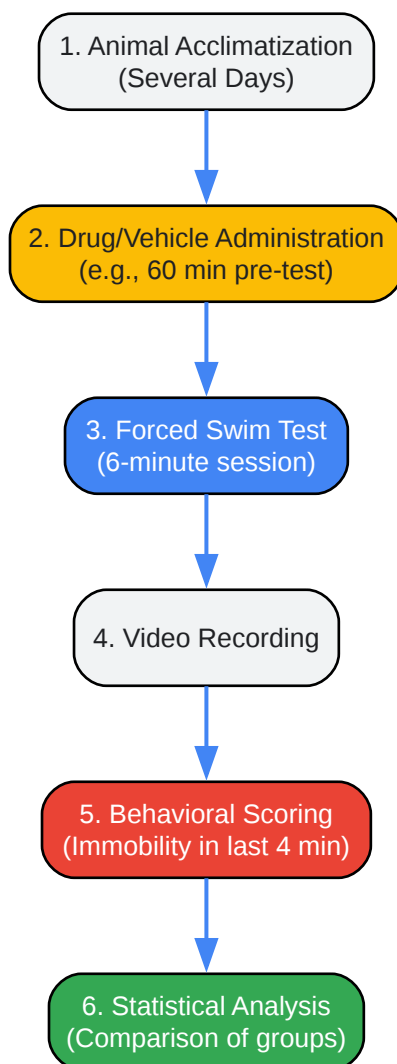 1. Animal Acclimatization
(Several Days)
2. Drug/Vehicle Administration
(e.g., 60 min pre-test)
3. Forced Swim Test
(6-minute session)
4. Video Recording
5. Behavioral Scoring
(Immobility in last 4 min)
6. Statistical Analysis
(Comparison of groups)